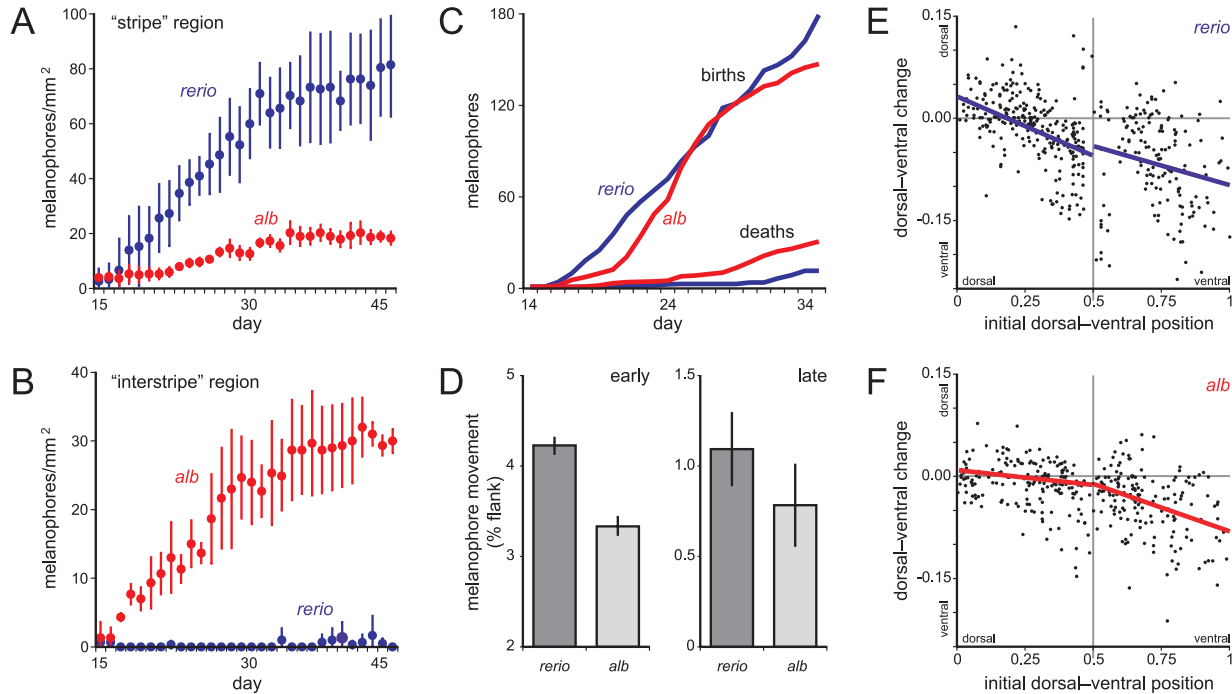 A
"stripe" region
100
80
60
40
20
0
melanophores/mm²
rerio
alb
15
30
45
day
B
"interstripe" region
40
30
20
10
0
melanophores/mm²
alb
rerio
15
30
45
day
C
180
120
60
0
melanophores
births
rerio
alb
deaths
14
24
34
day
D
early
late
5
4
3
2
1.5
1.0
0.5
0
melanophore movement
(% flank)
rerio
alb
rerio
alb
E
rerio
0.15
0.00
-0.15
dorsal
ventral
dorsal–ventral change
dorsal
ventral
0
0.25
0.5
0.75
1
initial dorsal–ventral position
F
alb
0.15
0.00
-0.15
dorsal
ventral
dorsal–ventral change
dorsal
ventral
0
0.25
0.5
0.75
1
initial dorsal–ventral position